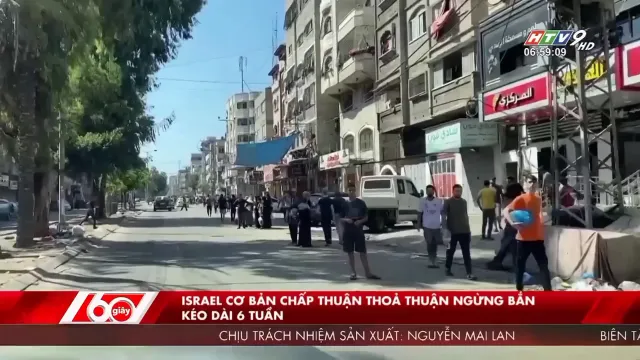 HTV9 HD
06:59:09
المركزي
60 giây
ISRAEL CƠ BẢN CHẤP THUẬN THOẢ THUẬN NGỪNG BẮN
KÉO DÀI 6 TUẦN
CHỊU TRÁCH NHIỆM SẢN XUẤT: NGUYỄN MAI LAN
BIÊN TẬ